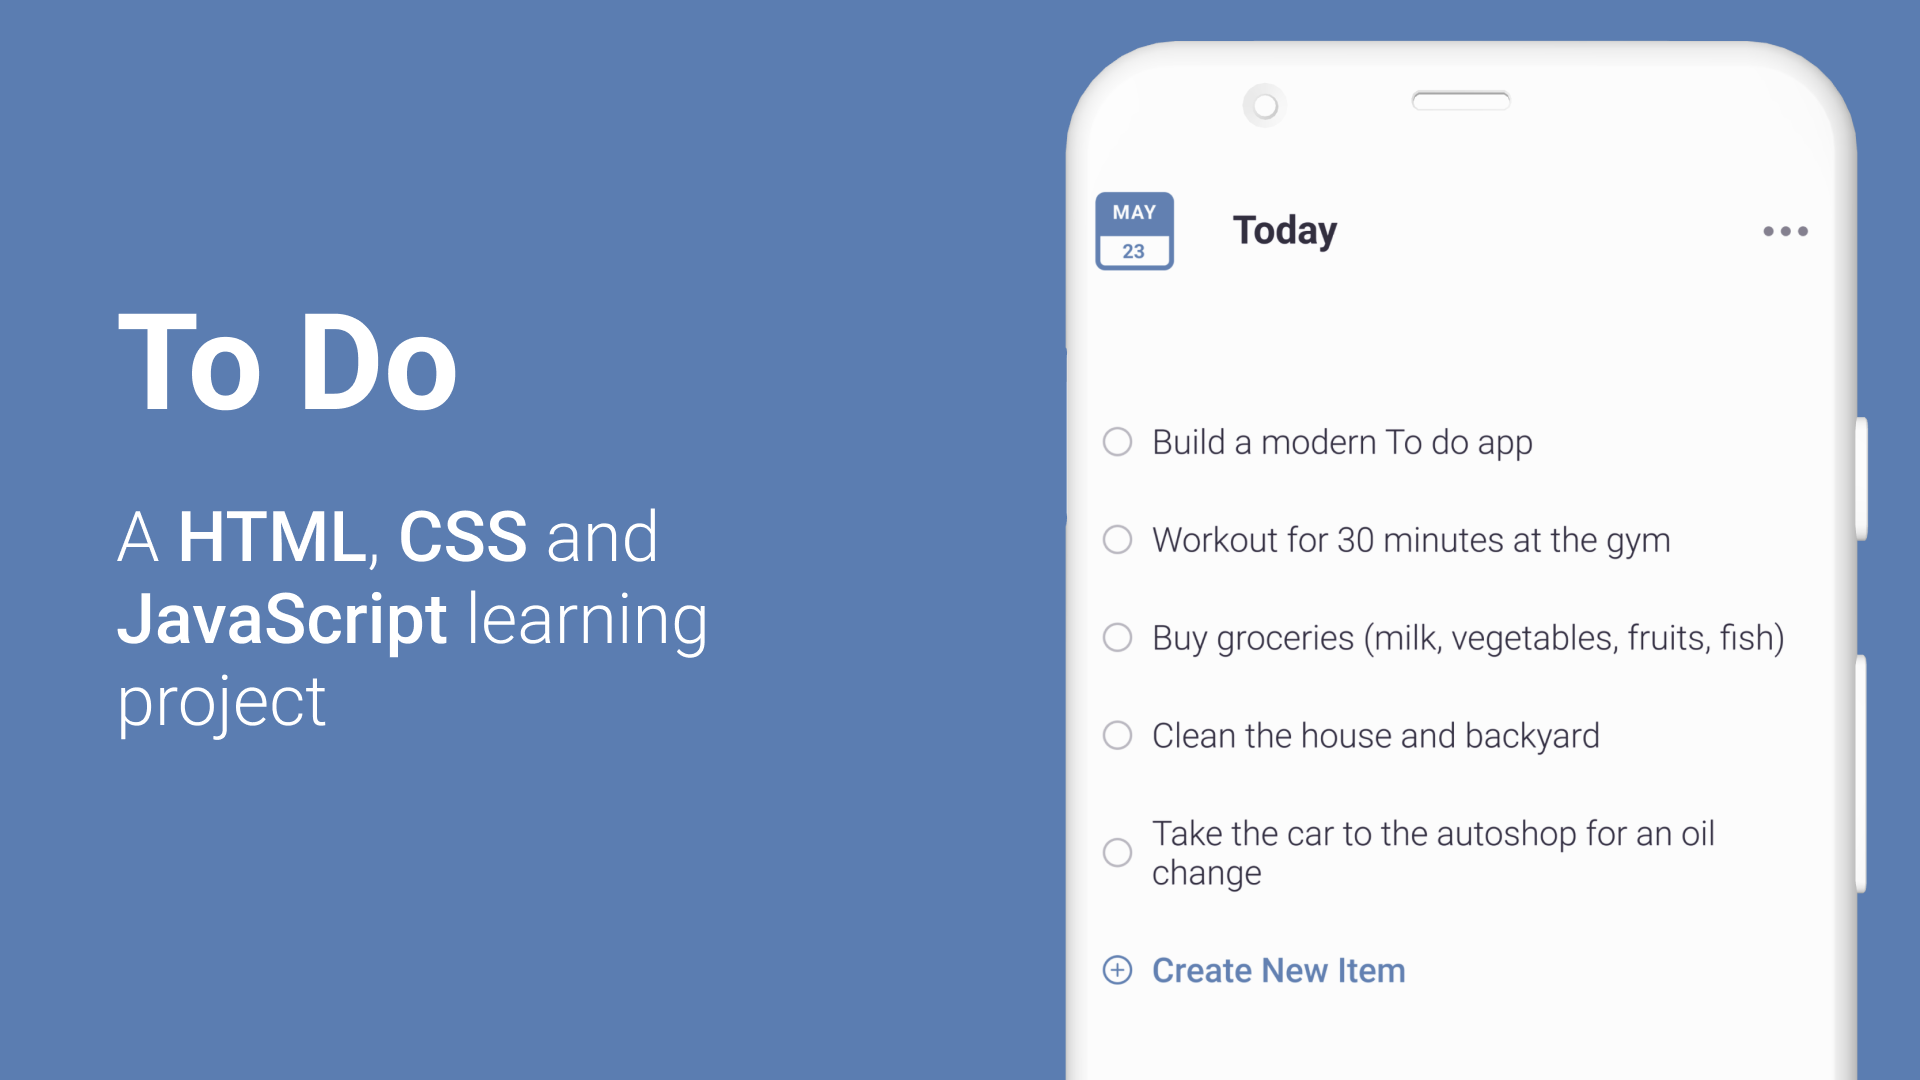 To Do
A HTML, CSS and
JavaScript learning
project
MAY
23
Today
Build a modern To do app
Workout for 30 minutes at the gym
Buy groceries (milk, vegetables, fruits, fish)
Clean the house and backyard
Take the car to the autoshop for an oil
change
Create New Item